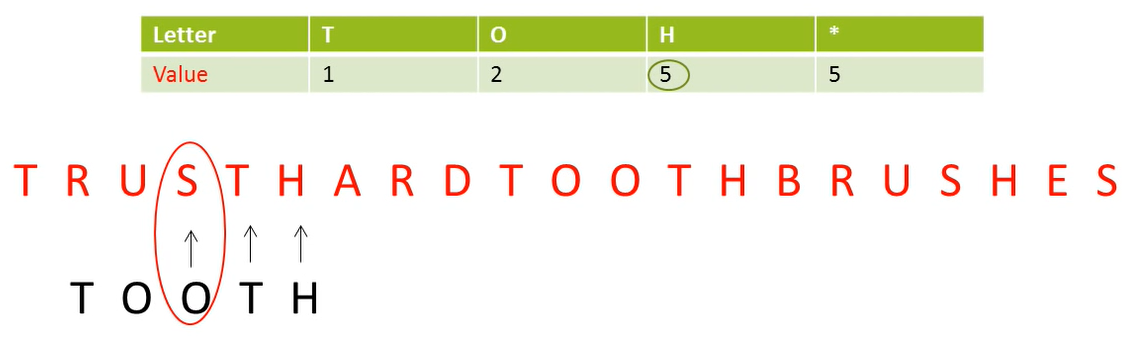 Letter T O H *
Value 1 2 5 5
T R U S T H A R D T O O T H B R U S H E S
T O O T H